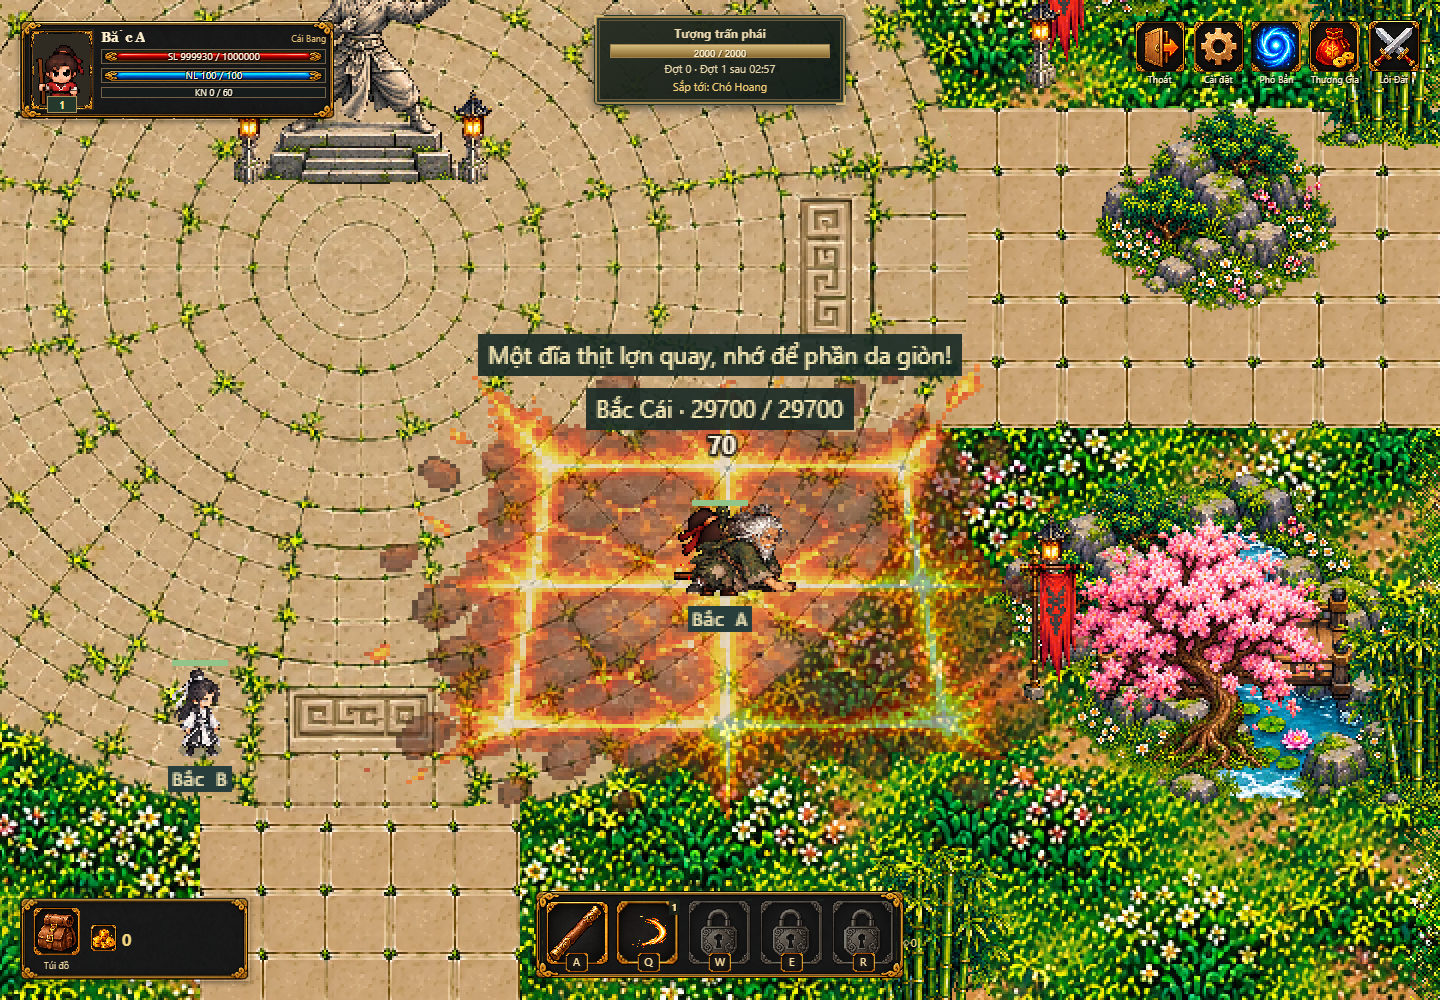 Bắc A
Cái Bang
SL 999930 / 1000000
NL 100 / 100
KN 0 / 60
1
Tượng trấn phái
2000 / 2000
Đợt 0 · Đợt 1 sau 02:57
Sắp tới: Chó Hoang
Thoát
Cài đặt
Phó Bản
Thương Gia
Lôi Đài
Một đĩa thịt lợn quay, nhớ để phần da giòn!
Bắc Cái · 29700 / 29700
70
Bắc A
Bắc B
Túi đồ
0
1
A
Q
W
E
R